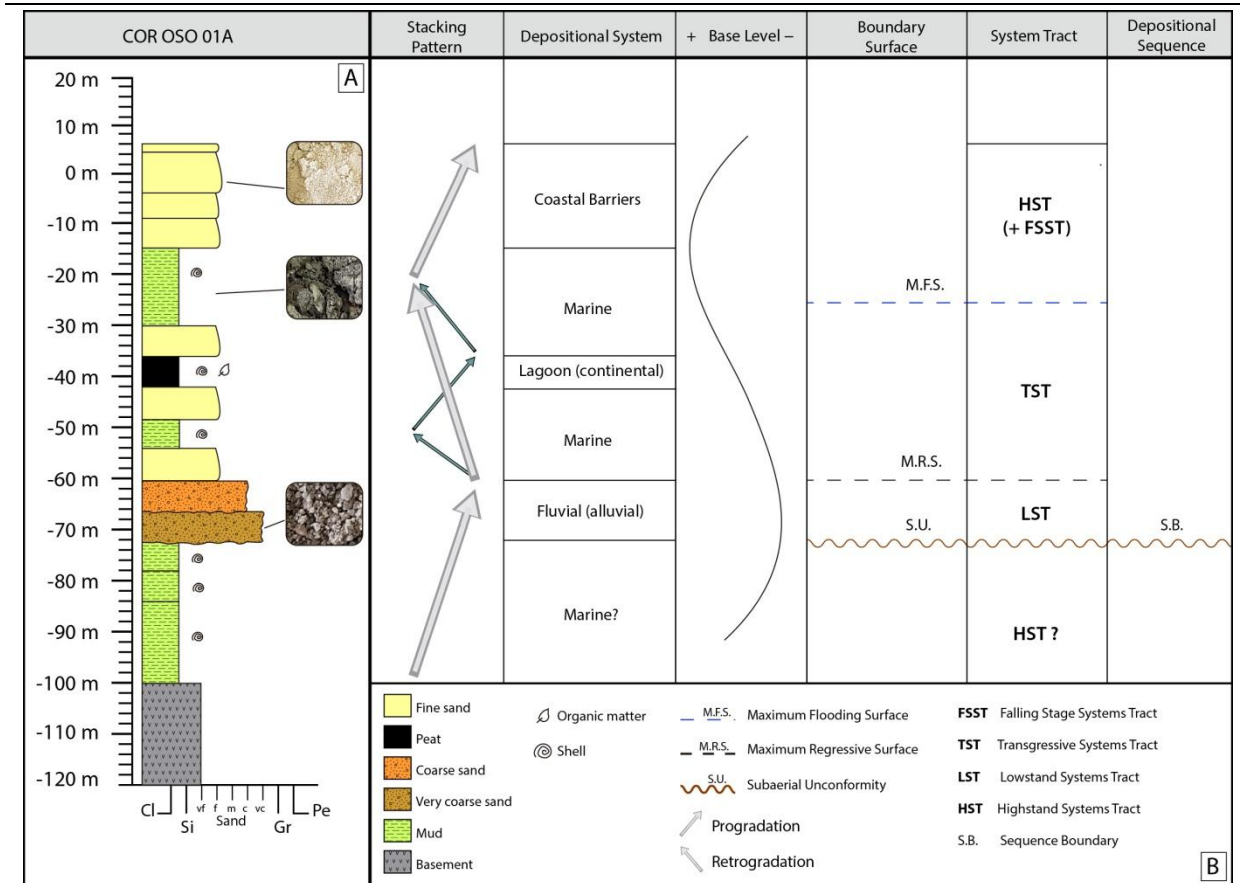 COR OSO 01A
Stacking
Pattern
Depositional System
+ Base Level –
Boundary
Surface
System Tract
Depositional
Sequence
A
20 m
10 m
0 m
-10 m
-20 m
-30 m
-40 m
-50 m
-60 m
-70 m
-80 m
-90 m
-100 m
-110 m
-120 m
Cl
Si
vf
f
m
c
vc
Sand
Gr
Pe
Coastal Barriers
Marine
Lagoon (continental)
Marine
Fluvial (alluvial)
Marine?
M.F.S.
M.R.S.
S.U.
HST
(+ FSST)
TST
LST
HST ?
S.B.
Fine sand
Peat
Coarse sand
Very coarse sand
Mud
Basement
Organic matter
Shell
M.F.S. Maximum Flooding Surface
M.R.S. Maximum Regressive Surface
S.U. Subaerial Unconformity
Progradation
Retrogradation
FSST Falling Stage Systems Tract
TST Transgressive Systems Tract
LST Lowstand Systems Tract
HST Highstand Systems Tract
S.B. Sequence Boundary
B